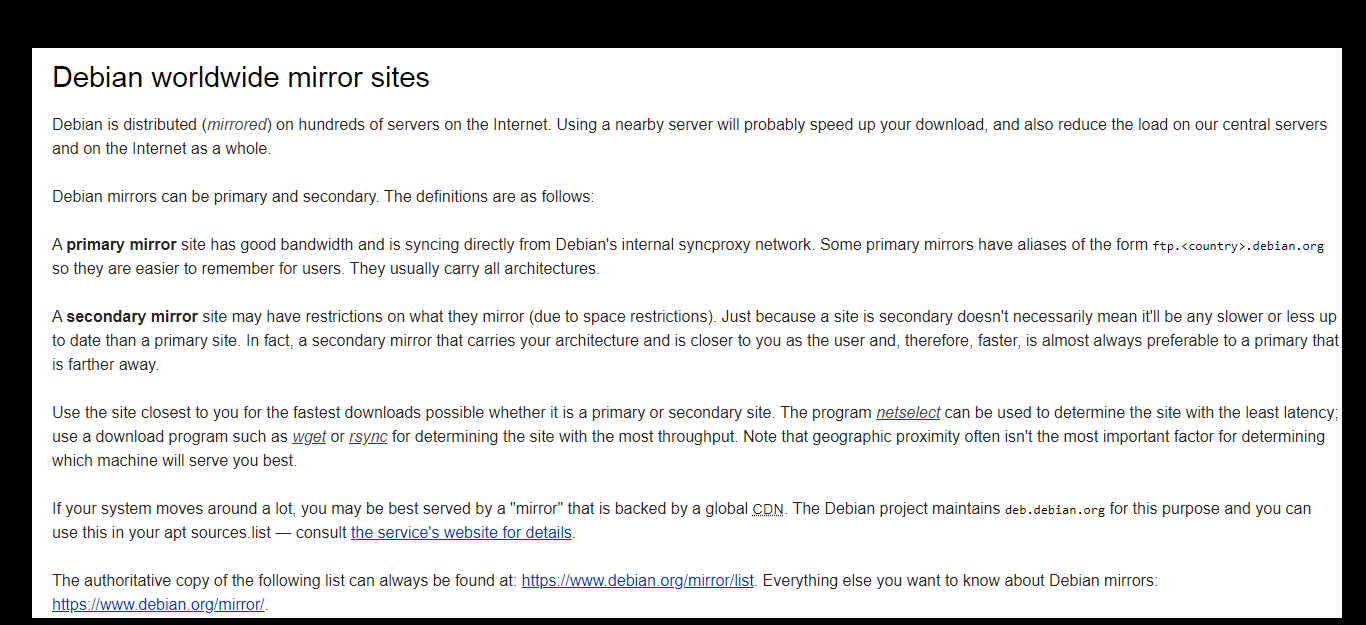 Debian worldwide mirror sites
Debian is distributed (mirrored) on hundreds of servers on the Internet. Using a nearby server will probably speed up your download, and also reduce the load on our central servers
and on the Internet as a whole.
Debian mirrors can be primary and secondary. The definitions are as follows:
A primary mirror site has good bandwidth and is syncing directly from Debian's internal syncproxy network. Some primary mirrors have aliases of the form ftp.<country>.debian.org
so they are easier to remember for users. They usually carry all architectures.
A secondary mirror site may have restrictions on what they mirror (due to space restrictions). Just because a site is secondary doesn't necessarily mean it'll be any slower or less up
to date than a primary site. In fact, a secondary mirror that carries your architecture and is closer to you as the user and, therefore, faster, is almost always preferable to a primary that
is farther away.
Use the site closest to you for the fastest downloads possible whether it is a primary or secondary site. The program netselect can be used to determine the site with the least latency;
use a download program such as wget or rsync for determining the site with the most throughput. Note that geographic proximity often isn't the most important factor for determining
which machine will serve you best.
If your system moves around a lot, you may be best served by a "mirror" that is backed by a global CDN. The Debian project maintains deb.debian.org for this purpose and you can
use this in your apt sources.list — consult the service's website for details.
The authoritative copy of the following list can always be found at: https://www.debian.org/mirror/list. Everything else you want to know about Debian mirrors:
https://www.debian.org/mirror/.